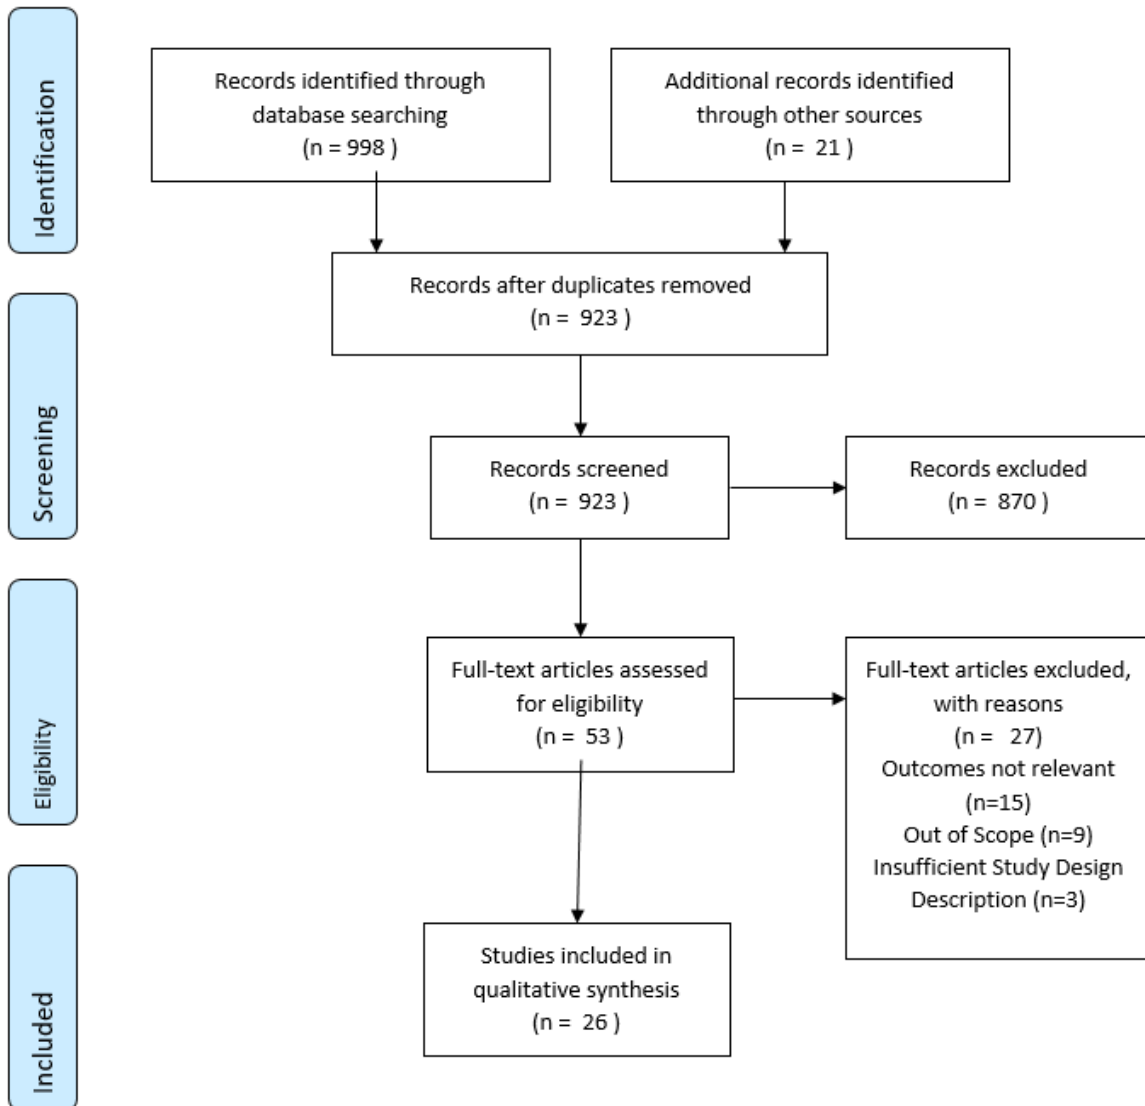 Identification
Records identified through
database searching
(n = 998 )
Additional records identified
through other sources
(n = 21 )
Records after duplicates removed
(n = 923 )
Screening
Records screened
(n = 923 )
Records excluded
(n = 870 )
Eligibility
Full-text articles assessed
for eligibility
(n = 53 )
Full-text articles excluded,
with reasons
(n = 27)
Outcomes not relevant
(n=15)
Out of Scope (n=9)
Insufficient Study Design
Description (n=3)
Included
Studies included in
qualitative synthesis
(n = 26 )